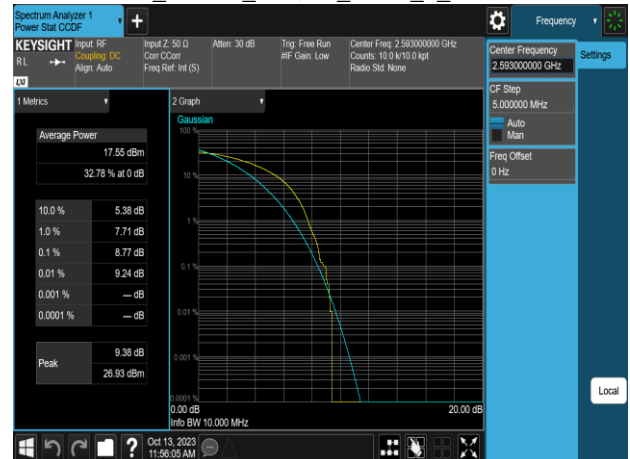 Spectrum Analyzer 1
Power Stat CCDF
+
Frequency
KEYSIGHT
RL
LXI
Input: RF
Coupling: DC
Align: Auto
Input Z: 50 Ω
Corr CCorr
Freq Ref: Int (S)
Atten: 30 dB
Trig: Free Run
#IF Gain: Low
Center Freq: 2.593000000 GHz
Counts: 10.0 k/10.0 kpt
Radio Std: None
Center Frequency
2.593000000 GHz
Settings
CF Step
5.000000 MHz
Auto
Man
Freq Offset
0 Hz
1 Metrics
Average Power
17.55 dBm
32.78 % at 0 dB
10.0 % 5.38 dB
1.0 % 7.71 dB
0.1 % 8.77 dB
0.01 % 9.24 dB
0.001 % --- dB
0.0001 % --- dB
Peak
9.38 dB
26.93 dBm
2 Graph
Gaussian
100 %
10 %
1 %
0.1 %
0.01 %
0.001 %
0.0001 %
0.00 dB
20.00 dB
Info BW 10.000 MHz
Local
?
Oct 13, 2023
11:56:05 AM